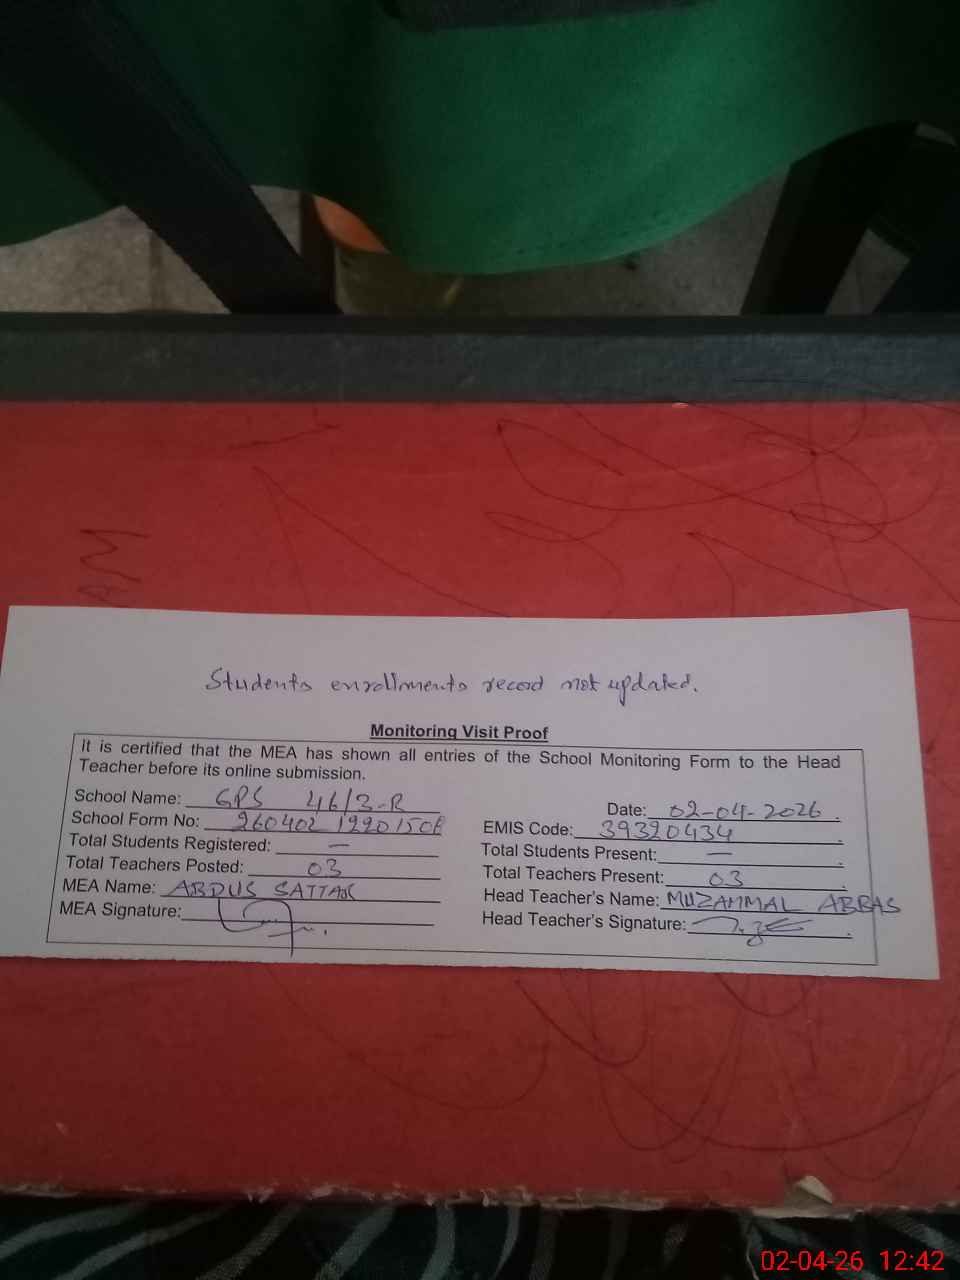 Students enrollments record not updated.
Monitoring Visit Proof
It is certified that the MEA has shown all entries of the School Monitoring Form to the Head
Teacher before its online submission.
School Name: GPS 46/3-R
Date: 02-04-2026
School Form No:
EMIS Code: 39320434
Total Students Registered: —
Total Students Present: —
Total Teachers Posted: 03
Total Teachers Present: 03
MEA Name: ABDUS SATTAR
Head Teacher's Name: MUZAMMAL ABBAS
MEA Signature:
Head Teacher's Signature:
02-04-26 12:42